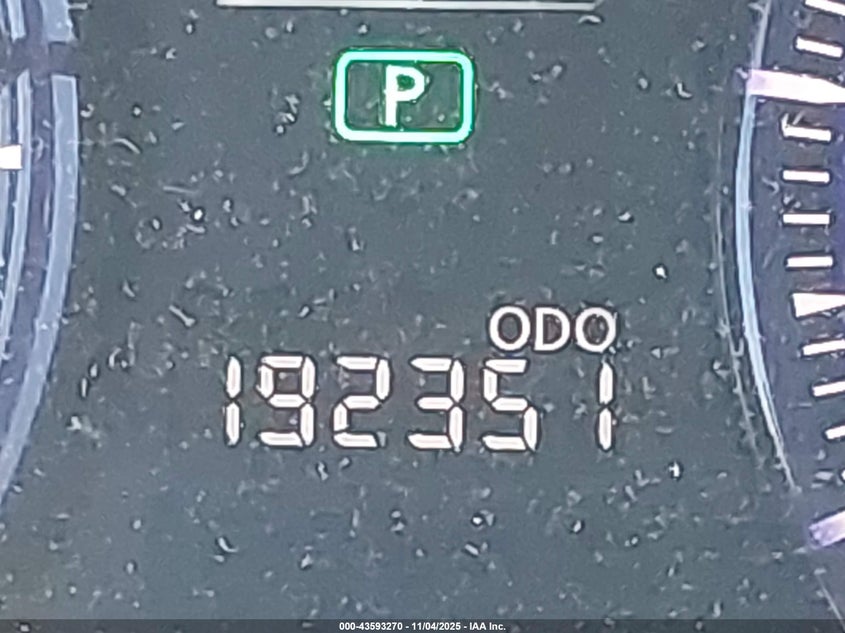 P
ODO
192351
000-43593270 - 11/04/2025 - IAA Inc.